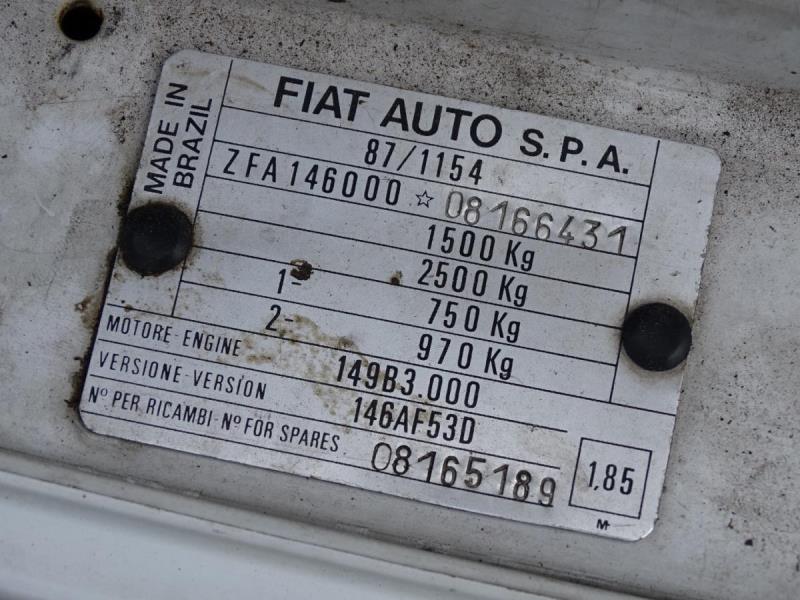 FIAT AUTO S.P.A.
MADE IN
BRAZIL
87/1154
ZFA146000 ☆ 08166431
1500 Kg
2500 Kg
1- 750 Kg
2- 970 Kg
MOTORE-ENGINE 149B3.000
VERSIONE-VERSION 146AF53D
Nº PER RICAMBI-Nº FOR SPARES 08165189
1,85
M